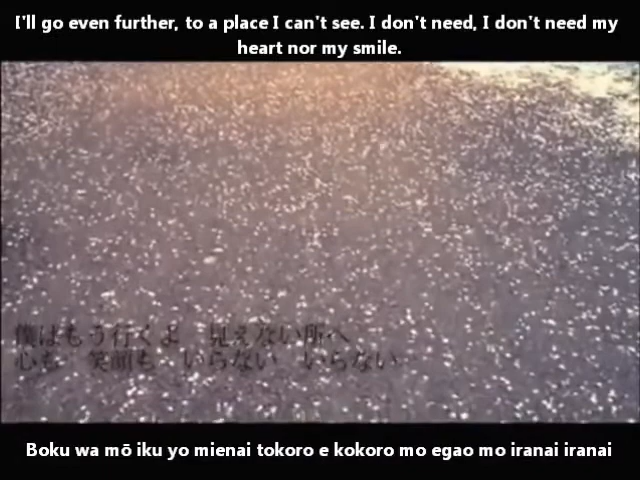 I'll go even further, to a place I can't see. I don't need, I don't need my
heart nor my smile.
僕はもう行くよ 見えない所へ
心も 笑顔も いらない いらない
Boku wa mō iku yo mienai tokoro e kokoro mo egao mo iranai iranai